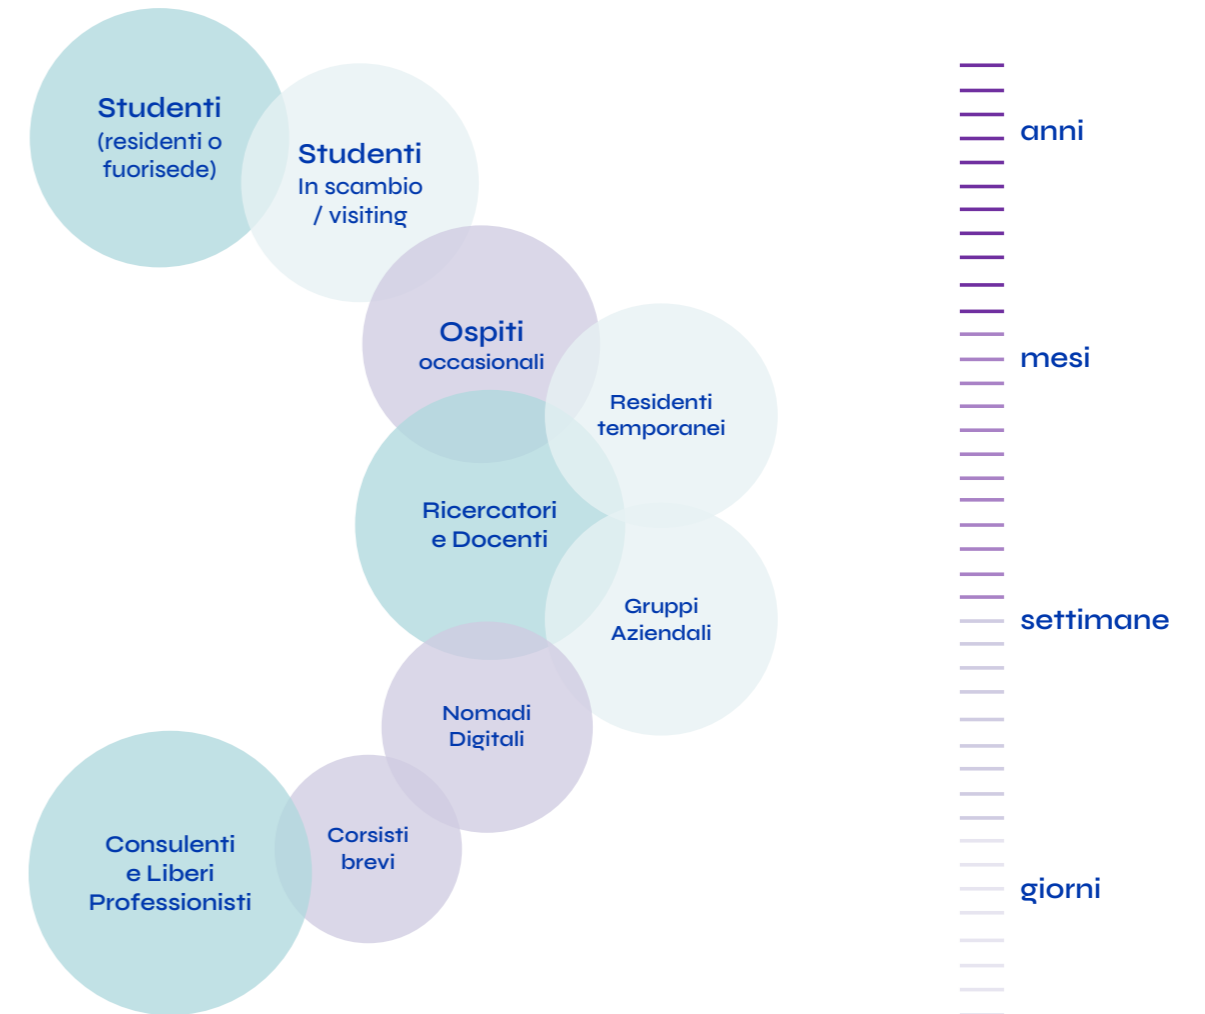 Studenti
(residenti o
fuorisede)
Studenti
In scambio
/ visiting
Ospiti
occasionali
Residenti
temporanei
Ricercatori
e Docenti
Gruppi
Aziendali
Nomadi
Digitali
Corsisti
brevi
Consulenti
e Liberi
Professionisti
anni
mesi
settimane
giorni